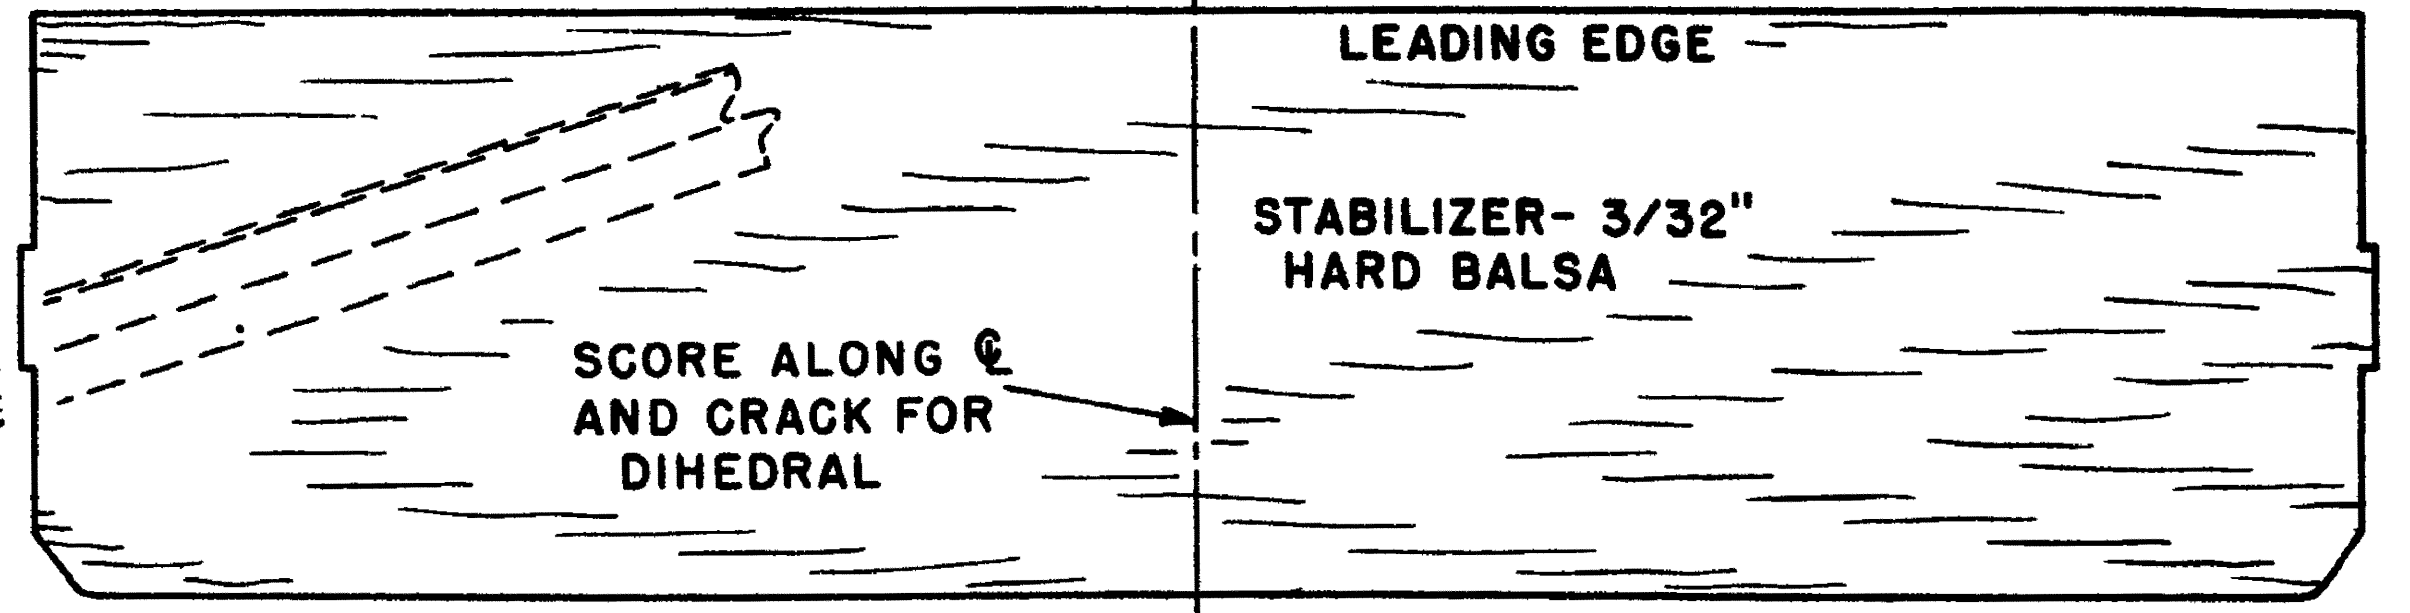 LEADING EDGE
STABILIZER- 3/32"
HARD BALSA
SCORE ALONG ℄
AND CRACK FOR
DIHEDRAL